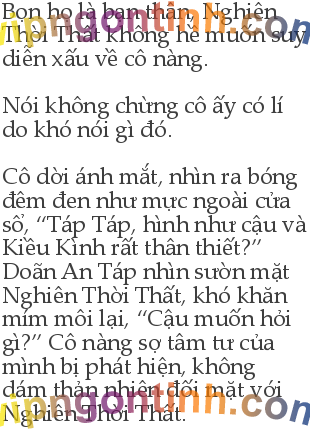 Bọn họ là bạn thân, Nghiên
Thời Thất không hề muốn suy
diễn xấu về cô nàng.
Nói không chừng cô ấy có lí
do khó nói gì đó.
Cô dời ánh mắt, nhìn ra bóng
đêm đen như mực ngoài cửa
sổ, “Táp Táp, hình như cậu và
Kiều Kình rất thân thiết?”
Doãn An Táp nhìn sườn mặt
Nghiên Thời Thất, khó khăn
mím môi lại, “Cậu muốn hỏi
gì?” Cô nàng sợ tâm tư của
mình bị phát hiện, không
dám thản nhiên đối mặt với
Nghiên Thời Thất.
vipngontinh.com
vipngontinh.com